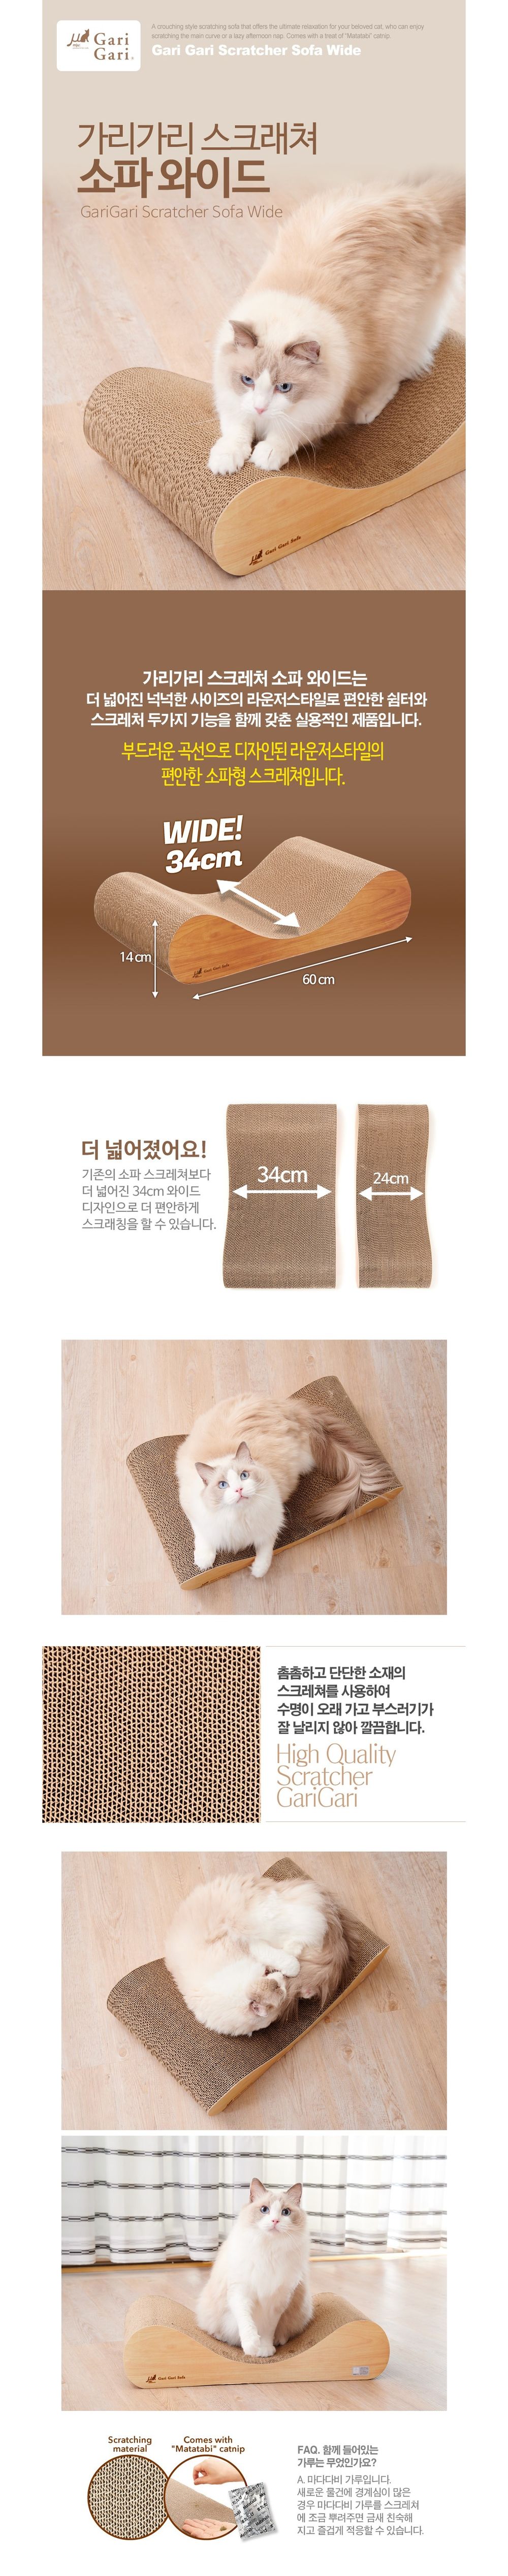 Gari
Gari
A crouching style scratching sofa that offers the ultimate relaxation for your beloved cat, who can enjoy
scratching the main curve or a lazy afternoon nap. Comes with a treat of "Matatabi" catnip.
Gari Gari Scratcher Sofa Wide
가리가리 스크래쳐
소파 와이드
GariGari Scratcher Sofa Wide
Gari Gari Sofa
가리가리 스크레처 소파 와이드는
더 넓어진 넉넉한 사이즈의 라운저스타일로 편안한 쉼터와
스크레처 두가지 기능을 함께 갖춘 실용적인 제품입니다.
부드러운 곡선으로 디자인된 라운저스타일의
편안한 소파형 스크레쳐입니다.
WIDE!
34cm
14cm
Gari Gari Sofa
60cm
더 넓어졌어요!
기존의 소파 스크레쳐보다
더 넓어진 34cm 와이드
디자인으로 더 편안하게
스크래칭을 할 수 있습니다.
34cm
24cm
촘촘하고 단단한 소재의
스크레쳐를 사용하여
수명이 오래 가고 부스러기가
잘 날리지 않아 깔끔합니다.
High Quality
Scratcher
GariGari
Gari Gari Sofa
Scratching
material
Comes with
"Matatabi" catnip
FAQ. 함께 들어있는
가루는 무엇인가요?
A. 마다다비 가루입니다.
새로운 물건에 경계심이 많은
경우 마다다비 가루를 스크레쳐
에 조금 뿌려주면 금새 친숙해
지고 즐겁게 적응할 수 있습니다.